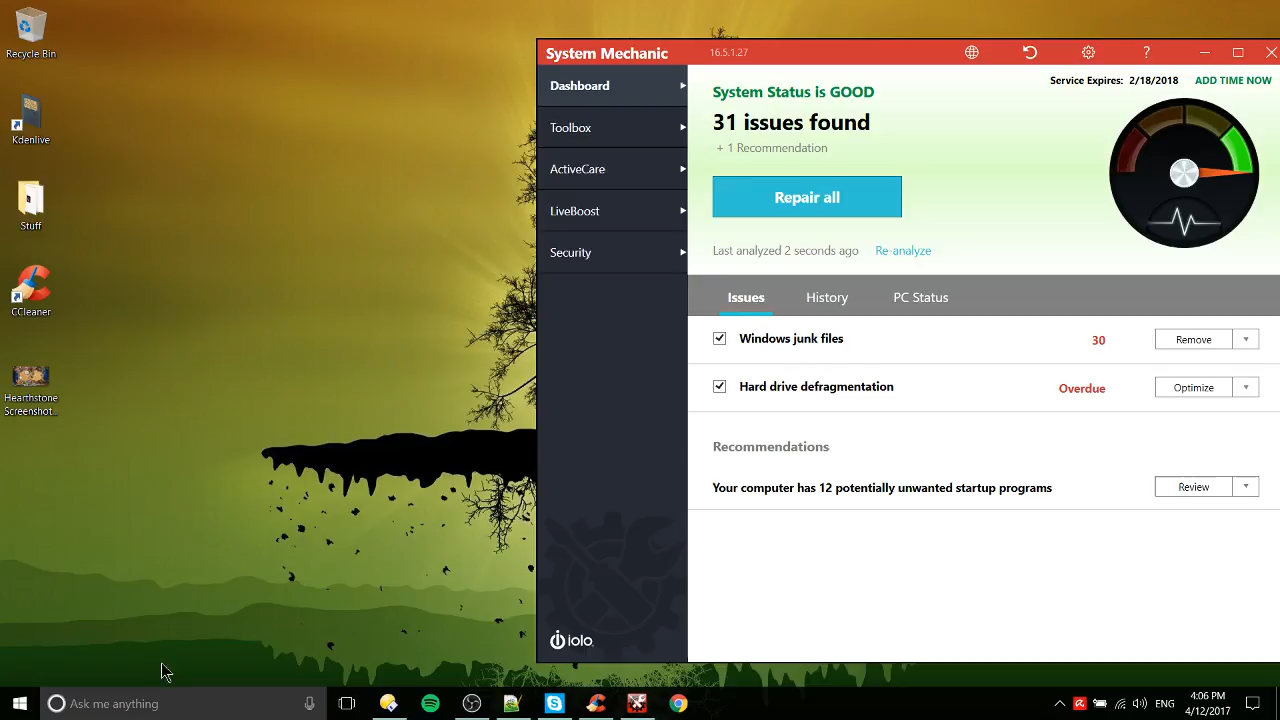 Recycle Bin
Kdenlive
Stuff
CCleaner
Hearthstone
Screenshot...
System Mechanic
16.5.1.27
?
Dashboard
Toolbox
ActiveCare
LiveBoost
Security
iolo
System Status is GOOD
31 issues found
+ 1 Recommendation
Repair all
Last analyzed 2 seconds ago
Re-analyze
Service Expires: 2/18/2018
ADD TIME NOW
Issues
History
PC Status
Windows junk files
30
Remove
Hard drive defragmentation
Overdue
Optimize
Recommendations
Your computer has 12 potentially unwanted startup programs
Review
Ask me anything
ENG
4:06 PM
4/12/2017